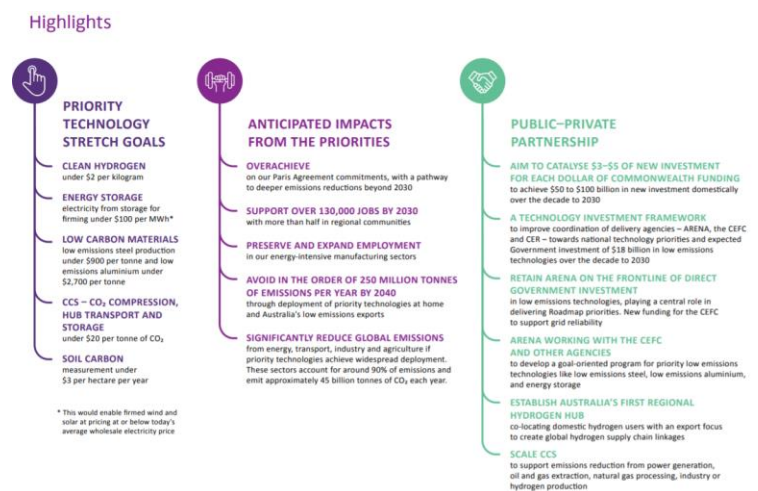 Highlights
PRIORITY
TECHNOLOGY
STRETCH GOALS
CLEAN HYDROGEN
under $2 per kilogram
ENERGY STORAGE
electricity from storage for
firming under $100 per MWh*
LOW CARBON MATERIALS
low emissions steel production
under $900 per tonne and low
emissions aluminium under
$2,700 per tonne
CCS – CO₂ COMPRESSION,
HUB TRANSPORT AND
STORAGE
under $20 per tonne of CO₂
SOIL CARBON
measurement under
$3 per hectare per year
* This would enable firmed wind and
solar at pricing at or below today's
average wholesale electricity price
ANTICIPATED IMPACTS
FROM THE PRIORITIES
OVERACHIEVE
on our Paris Agreement commitments, with a pathway
to deeper emissions reductions beyond 2030
SUPPORT OVER 130,000 JOBS BY 2030
with more than half in regional communities
PRESERVE AND EXPAND EMPLOYMENT
in our energy-intensive manufacturing sectors
AVOID IN THE ORDER OF 250 MILLION TONNES
OF EMISSIONS PER YEAR BY 2040
through deployment of priority technologies at home
and Australia's low emissions exports
SIGNIFICANTLY REDUCE GLOBAL EMISSIONS
from energy, transport, industry and agriculture if
priority technologies achieve widespread deployment.
These sectors account for around 90% of emissions and
emit approximately 45 billion tonnes of CO₂ each year.
PUBLIC–PRIVATE
PARTNERSHIP
AIM TO CATALYSE $3–$5 OF NEW INVESTMENT
FOR EACH DOLLAR OF COMMONWEALTH FUNDING
to achieve $50 to $100 billion in new investment domestically
over the decade to 2030
A TECHNOLOGY INVESTMENT FRAMEWORK
to improve coordination of delivery agencies – ARENA, the CEFC
and CER – towards national technology priorities and expected
Government investment of $18 billion in low emissions
technologies over the decade to 2030
RETAIN ARENA ON THE FRONTLINE OF DIRECT
GOVERNMENT INVESTMENT
in low emissions technologies, playing a central role in
delivering Roadmap priorities. New funding for the CEFC
to support grid reliability
ARENA WORKING WITH THE CEFC
AND OTHER AGENCIES
to develop a goal-oriented program for priority low emissions
technologies like low emissions steel, low emissions aluminium,
and energy storage
ESTABLISH AUSTRALIA'S FIRST REGIONAL
HYDROGEN HUB
co-locating domestic hydrogen users with an export focus
to create global hydrogen supply chain linkages
SCALE CCS
to support emissions reduction from power generation,
oil and gas extraction, natural gas processing, industry or
hydrogen production